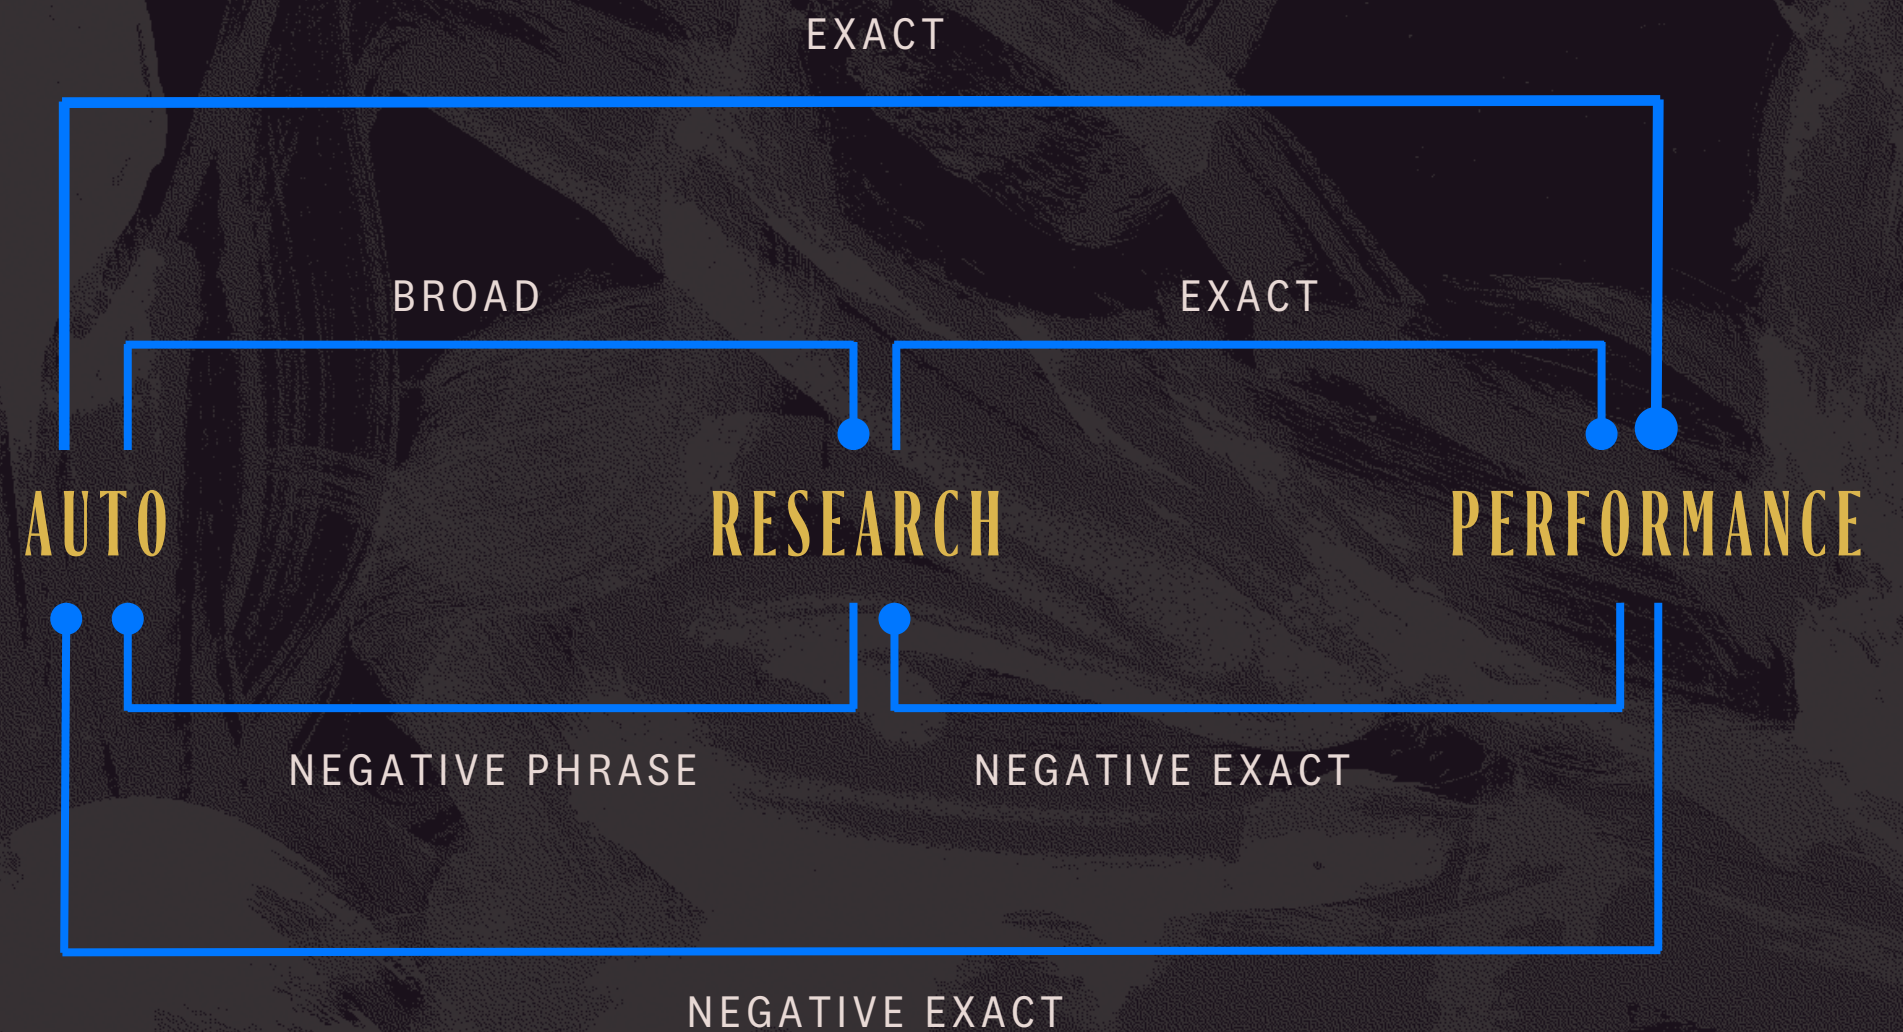 EXACT
BROAD
EXACT
AUTO
RESEARCH
PERFORMANCE
NEGATIVE PHRASE
NEGATIVE EXACT
NEGATIVE EXACT